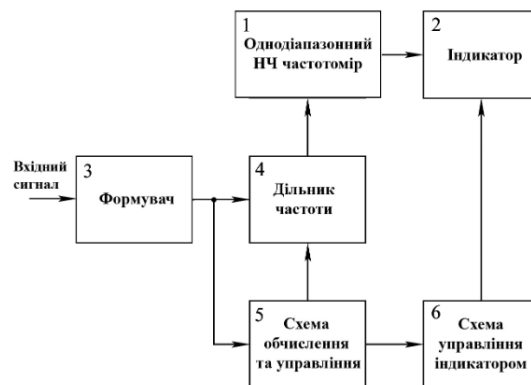 1
Однодіапазонний
НЧ частотомір
2
Індикатор
Вхідний
сигнал
3
Формувач
4
Дільник
частоти
5
Схема
обчислення
та управління
6
Схема
управління
індикатором